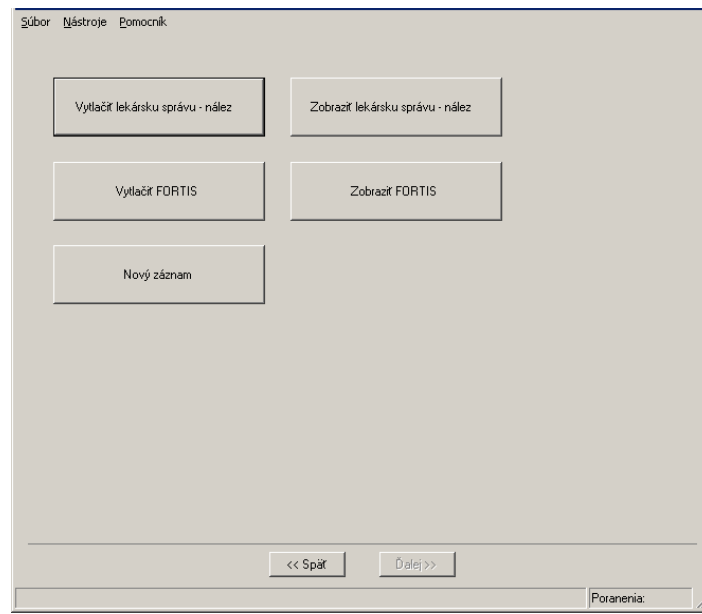 Súbor Nástroje Pomocník
Vytlačiť lekársku správu - nález Zobraziť lekársku správu - nález
Vytlačiť FORTIS Zobraziť FORTIS
Nový záznam
<< Späť Ďalej >>
Poranenia: